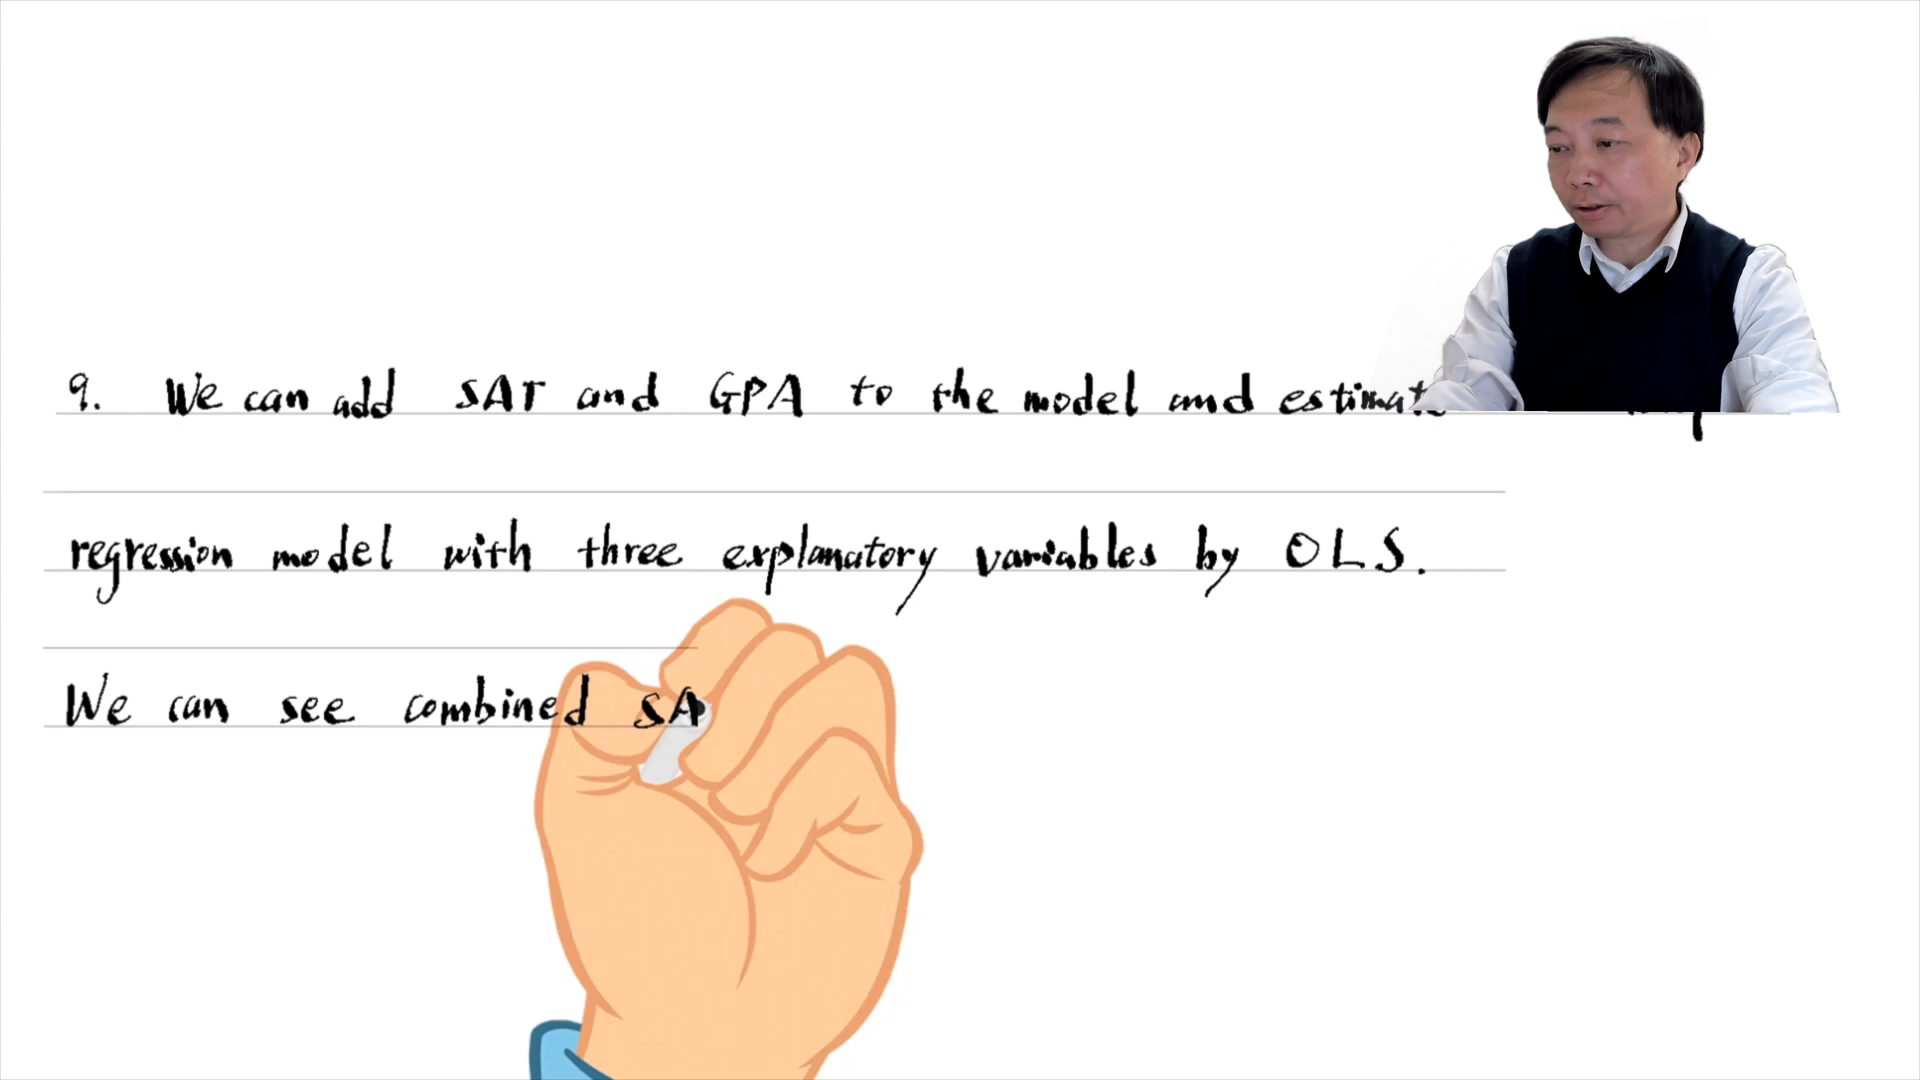 9. We can add SAT and GPA to the model and estimate
regression model with three explanatory variables by OLS.
We can see combined SA